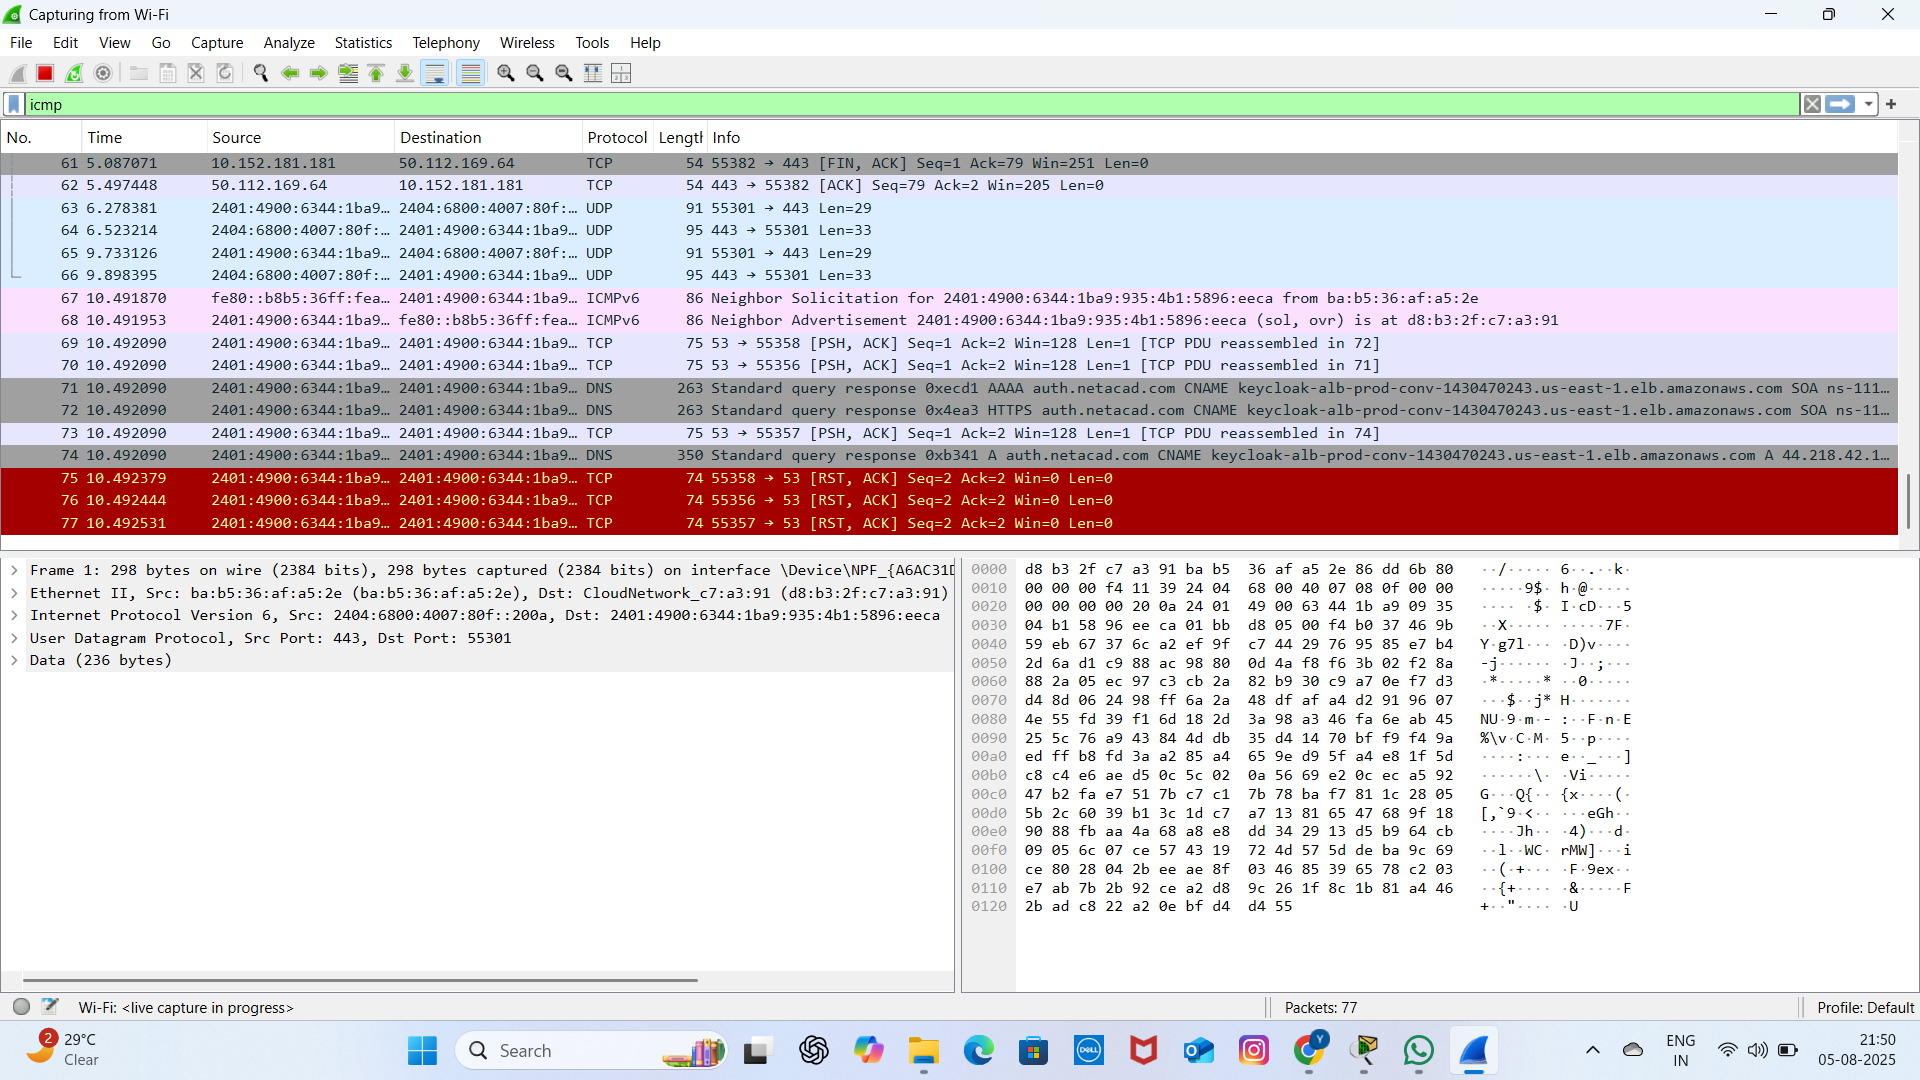 Capturing from Wi-Fi
File Edit View Go Capture Analyze Statistics Telephony Wireless Tools Help
icmp
No. Time Source Destination Protocol Length Info
61 5.087071 10.152.181.181 50.112.169.64 TCP 54 55382 → 443 [FIN, ACK] Seq=1 Ack=79 Win=251 Len=0
62 5.497448 50.112.169.64 10.152.181.181 TCP 54 443 → 55382 [ACK] Seq=79 Ack=2 Win=205 Len=0
63 6.278381 2401:4900:6344:1ba9… 2404:6800:4007:80f:… UDP 91 55301 → 443 Len=29
64 6.523214 2404:6800:4007:80f:… 2401:4900:6344:1ba9… UDP 95 443 → 55301 Len=33
65 9.733126 2401:4900:6344:1ba9… 2404:6800:4007:80f:… UDP 91 55301 → 443 Len=29
66 9.898395 2404:6800:4007:80f:… 2401:4900:6344:1ba9… UDP 95 443 → 55301 Len=33
67 10.491870 fe80::b8b5:36ff:fea… 2401:4900:6344:1ba9… ICMPv6 86 Neighbor Solicitation for 2401:4900:6344:1ba9:935:4b1:5896:eeca from ba:b5:36:af:a5:2e
68 10.491953 2401:4900:6344:1ba9… fe80::b8b5:36ff:fea… ICMPv6 86 Neighbor Advertisement 2401:4900:6344:1ba9:935:4b1:5896:eeca (sol, ovr) is at d8:b3:2f:c7:a3:91
69 10.492090 2401:4900:6344:1ba9… 2401:4900:6344:1ba9… TCP 75 53 → 55358 [PSH, ACK] Seq=1 Ack=2 Win=128 Len=1 [TCP PDU reassembled in 72]
70 10.492090 2401:4900:6344:1ba9… 2401:4900:6344:1ba9… TCP 75 53 → 55356 [PSH, ACK] Seq=1 Ack=2 Win=128 Len=1 [TCP PDU reassembled in 71]
71 10.492090 2401:4900:6344:1ba9… 2401:4900:6344:1ba9… DNS 263 Standard query response 0xecd1 AAAA auth.netacad.com CNAME keycloak-alb-prod-conv-1430470243.us-east-1.elb.amazonaws.com SOA ns-111…
72 10.492090 2401:4900:6344:1ba9… 2401:4900:6344:1ba9… DNS 263 Standard query response 0x4ea3 HTTPS auth.netacad.com CNAME keycloak-alb-prod-conv-1430470243.us-east-1.elb.amazonaws.com SOA ns-11…
73 10.492090 2401:4900:6344:1ba9… 2401:4900:6344:1ba9… TCP 75 53 → 55357 [PSH, ACK] Seq=1 Ack=2 Win=128 Len=1 [TCP PDU reassembled in 74]
74 10.492090 2401:4900:6344:1ba9… 2401:4900:6344:1ba9… DNS 350 Standard query response 0xb341 A auth.netacad.com CNAME keycloak-alb-prod-conv-1430470243.us-east-1.elb.amazonaws.com A 44.218.42.1…
75 10.492379 2401:4900:6344:1ba9… 2401:4900:6344:1ba9… TCP 74 55358 → 53 [RST, ACK] Seq=2 Ack=2 Win=0 Len=0
76 10.492444 2401:4900:6344:1ba9… 2401:4900:6344:1ba9… TCP 74 55356 → 53 [RST, ACK] Seq=2 Ack=2 Win=0 Len=0
77 10.492531 2401:4900:6344:1ba9… 2401:4900:6344:1ba9… TCP 74 55357 → 53 [RST, ACK] Seq=2 Ack=2 Win=0 Len=0
Frame 1: 298 bytes on wire (2384 bits), 298 bytes captured (2384 bits) on interface \Device\NPF_{A6AC31D
Ethernet II, Src: ba:b5:36:af:a5:2e (ba:b5:36:af:a5:2e), Dst: CloudNetwork_c7:a3:91 (d8:b3:2f:c7:a3:91)
Internet Protocol Version 6, Src: 2404:6800:4007:80f::200a, Dst: 2401:4900:6344:1ba9:935:4b1:5896:eeca
User Datagram Protocol, Src Port: 443, Dst Port: 55301
Data (236 bytes)
0000 d8 b3 2f c7 a3 91 ba b5 36 af a5 2e 86 dd 6b 80 ··/····· 6··.··k·
0010 00 00 00 f4 11 39 24 04 68 00 40 07 08 0f 00 00 ·····9$· h·@·····
0020 00 00 00 00 20 0a 24 01 49 00 63 44 1b a9 09 35 ···· ·$· I·cD···5
0030 04 b1 58 96 ee ca 01 bb d8 05 00 f4 b0 37 46 9b ··X····· ·····7F·
0040 59 eb 67 37 6c a2 ef 9f c7 44 29 76 95 85 e7 b4 Y·g7l··· ·D)v····
0050 2d 6a d1 c9 88 ac 98 80 0d 4a f8 f6 3b 02 f2 8a -j······ ·J··;···
0060 88 2a 05 ec 97 c3 cb 2a 82 b9 30 c9 a7 0e f7 d3 ·*·····* ··0·····
0070 d4 8d 06 24 98 ff 6a 2a 48 df af a4 d2 91 96 07 ···$··j* H·······
0080 4e 55 fd 39 f1 6d 18 2d 3a 98 a3 46 fa 6e ab 45 NU·9·m·- :··F·n·E
0090 25 5c 76 a9 43 84 4d db 35 d4 14 70 bf f9 f4 9a %\v·C·M· 5··p····
00a0 ed ff b8 fd 3a a2 85 a4 65 9e d9 5f a4 e8 1f 5d ····:··· e··_···]
00b0 c8 c4 e6 ae d5 0c 5c 02 0a 56 69 e2 0c ec a5 92 ······\· ·Vi·····
00c0 47 b2 fa e7 51 7b c7 c1 7b 78 ba f7 81 1c 28 05 G···Q{·· {x····(·
00d0 5b 2c 60 39 b1 3c 1d c7 a7 13 81 65 47 68 9f 18 [,`9·<·· ···eGh··
00e0 90 88 fb aa 4a 68 a8 e8 dd 34 29 13 d5 b9 64 cb ····Jh·· ·4)···d·
00f0 09 05 6c 07 ce 57 43 19 72 4d 57 5d de ba 9c 69 ··l··WC· rMW]···i
0100 ce 80 28 04 2b ee ae 8f 03 46 85 39 65 78 c2 03 ··(·+··· ·F·9ex··
0110 e7 ab 7b 2b 92 ce a2 d8 9c 26 1f 8c 1b 81 a4 46 ··{+···· ·&·····F
0120 2b ad c8 22 a2 0e bf d4 d4 55 +··"···· ·U
Wi-Fi: <live capture in progress> Packets: 77 Profile: Default
2 29°C
Clear
Search
DELL
Y
ENG
IN
21:50
05-08-2025